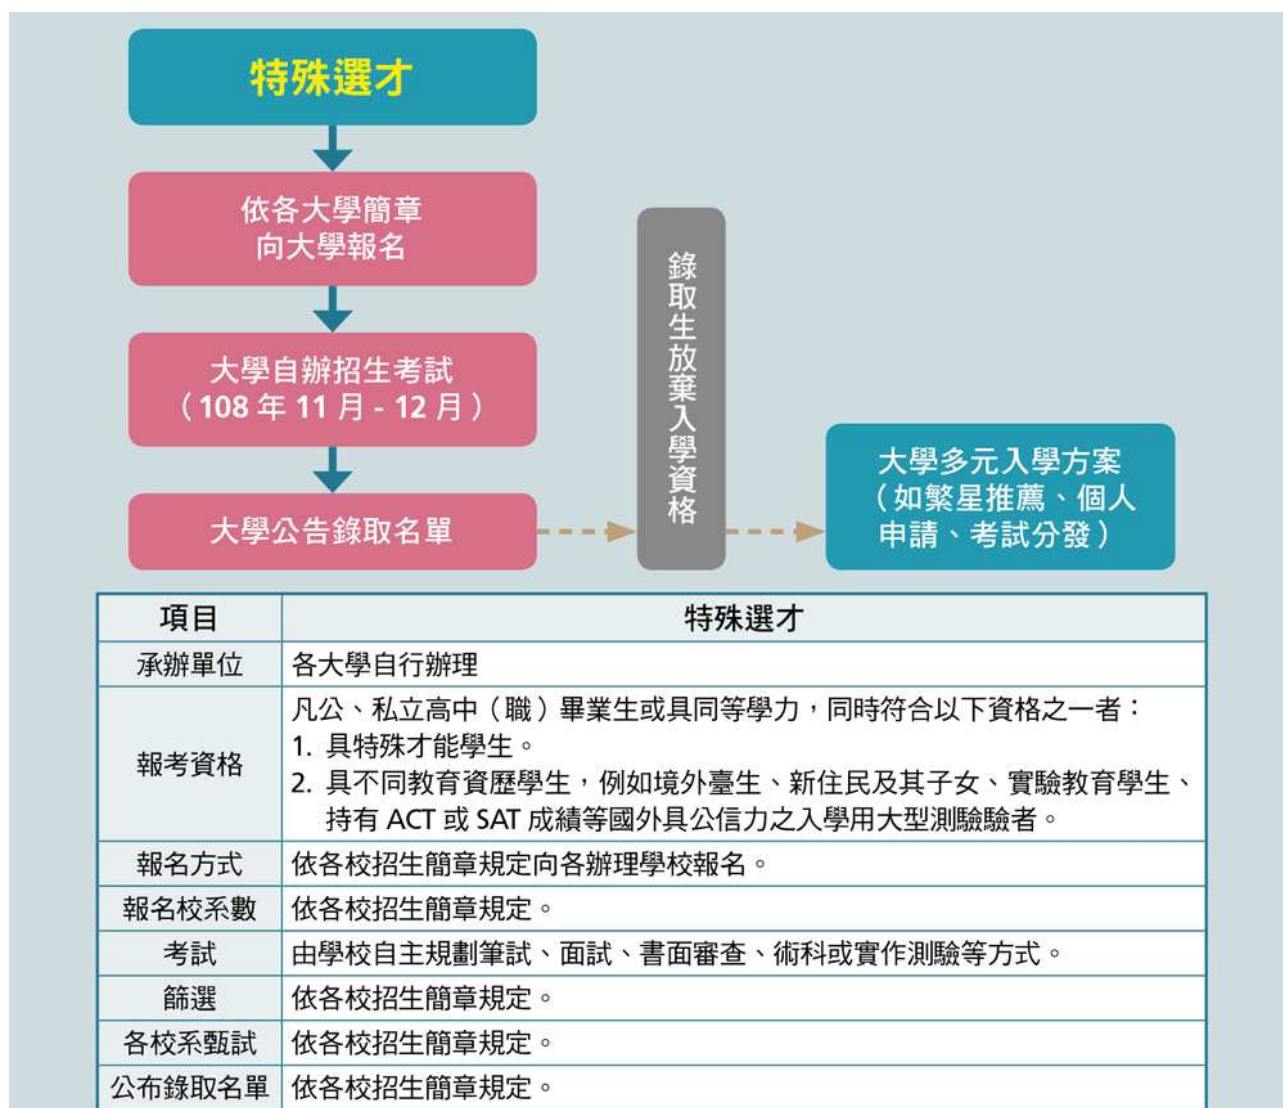 特殊選才
依各大學簡章
向大學報名
大學自辦招生考試
（108 年 11 月 - 12 月）
大學公告錄取名單
錄取生放棄入學資格
大學多元入學方案
（如繁星推薦、個人
申請、考試分發）
項目 特殊選才
承辦單位 各大學自行辦理
報考資格 凡公、私立高中（職）畢業生或具同等學力，同時符合以下資格之一者：
1. 具特殊才能學生。
2. 具不同教育資歷學生，例如境外臺生、新住民及其子女、實驗教育學生、
持有 ACT 或 SAT 成績等國外具公信力之入學用大型測驗驗者。
報名方式 依各校招生簡章規定向各辦理學校報名。
報名校系數 依各校招生簡章規定。
考試 由學校自主規劃筆試、面試、書面審查、術科或實作測驗等方式。
篩選 依各校招生簡章規定。
各校系甄試 依各校招生簡章規定。
公布錄取名單 依各校招生簡章規定。